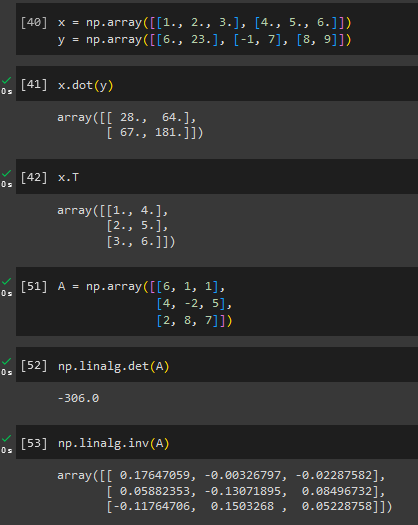 [40] x = np.array([[1., 2., 3.], [4., 5., 6.]])
y = np.array([[6., 23.], [-1, 7], [8, 9]])
0s [41] x.dot(y)
array([[ 28.,  64.],
[ 67., 181.]])
0s [42] x.T
array([[1., 4.],
[2., 5.],
[3., 6.]])
0s [51] A = np.array([[6, 1, 1],
[4, -2, 5],
[2, 8, 7]])
0s [52] np.linalg.det(A)
-306.0
0s [53] np.linalg.inv(A)
array([[ 0.17647059, -0.00326797, -0.02287582],
[ 0.05882353, -0.13071895,  0.08496732],
[-0.11764706,  0.1503268 ,  0.05228758]])